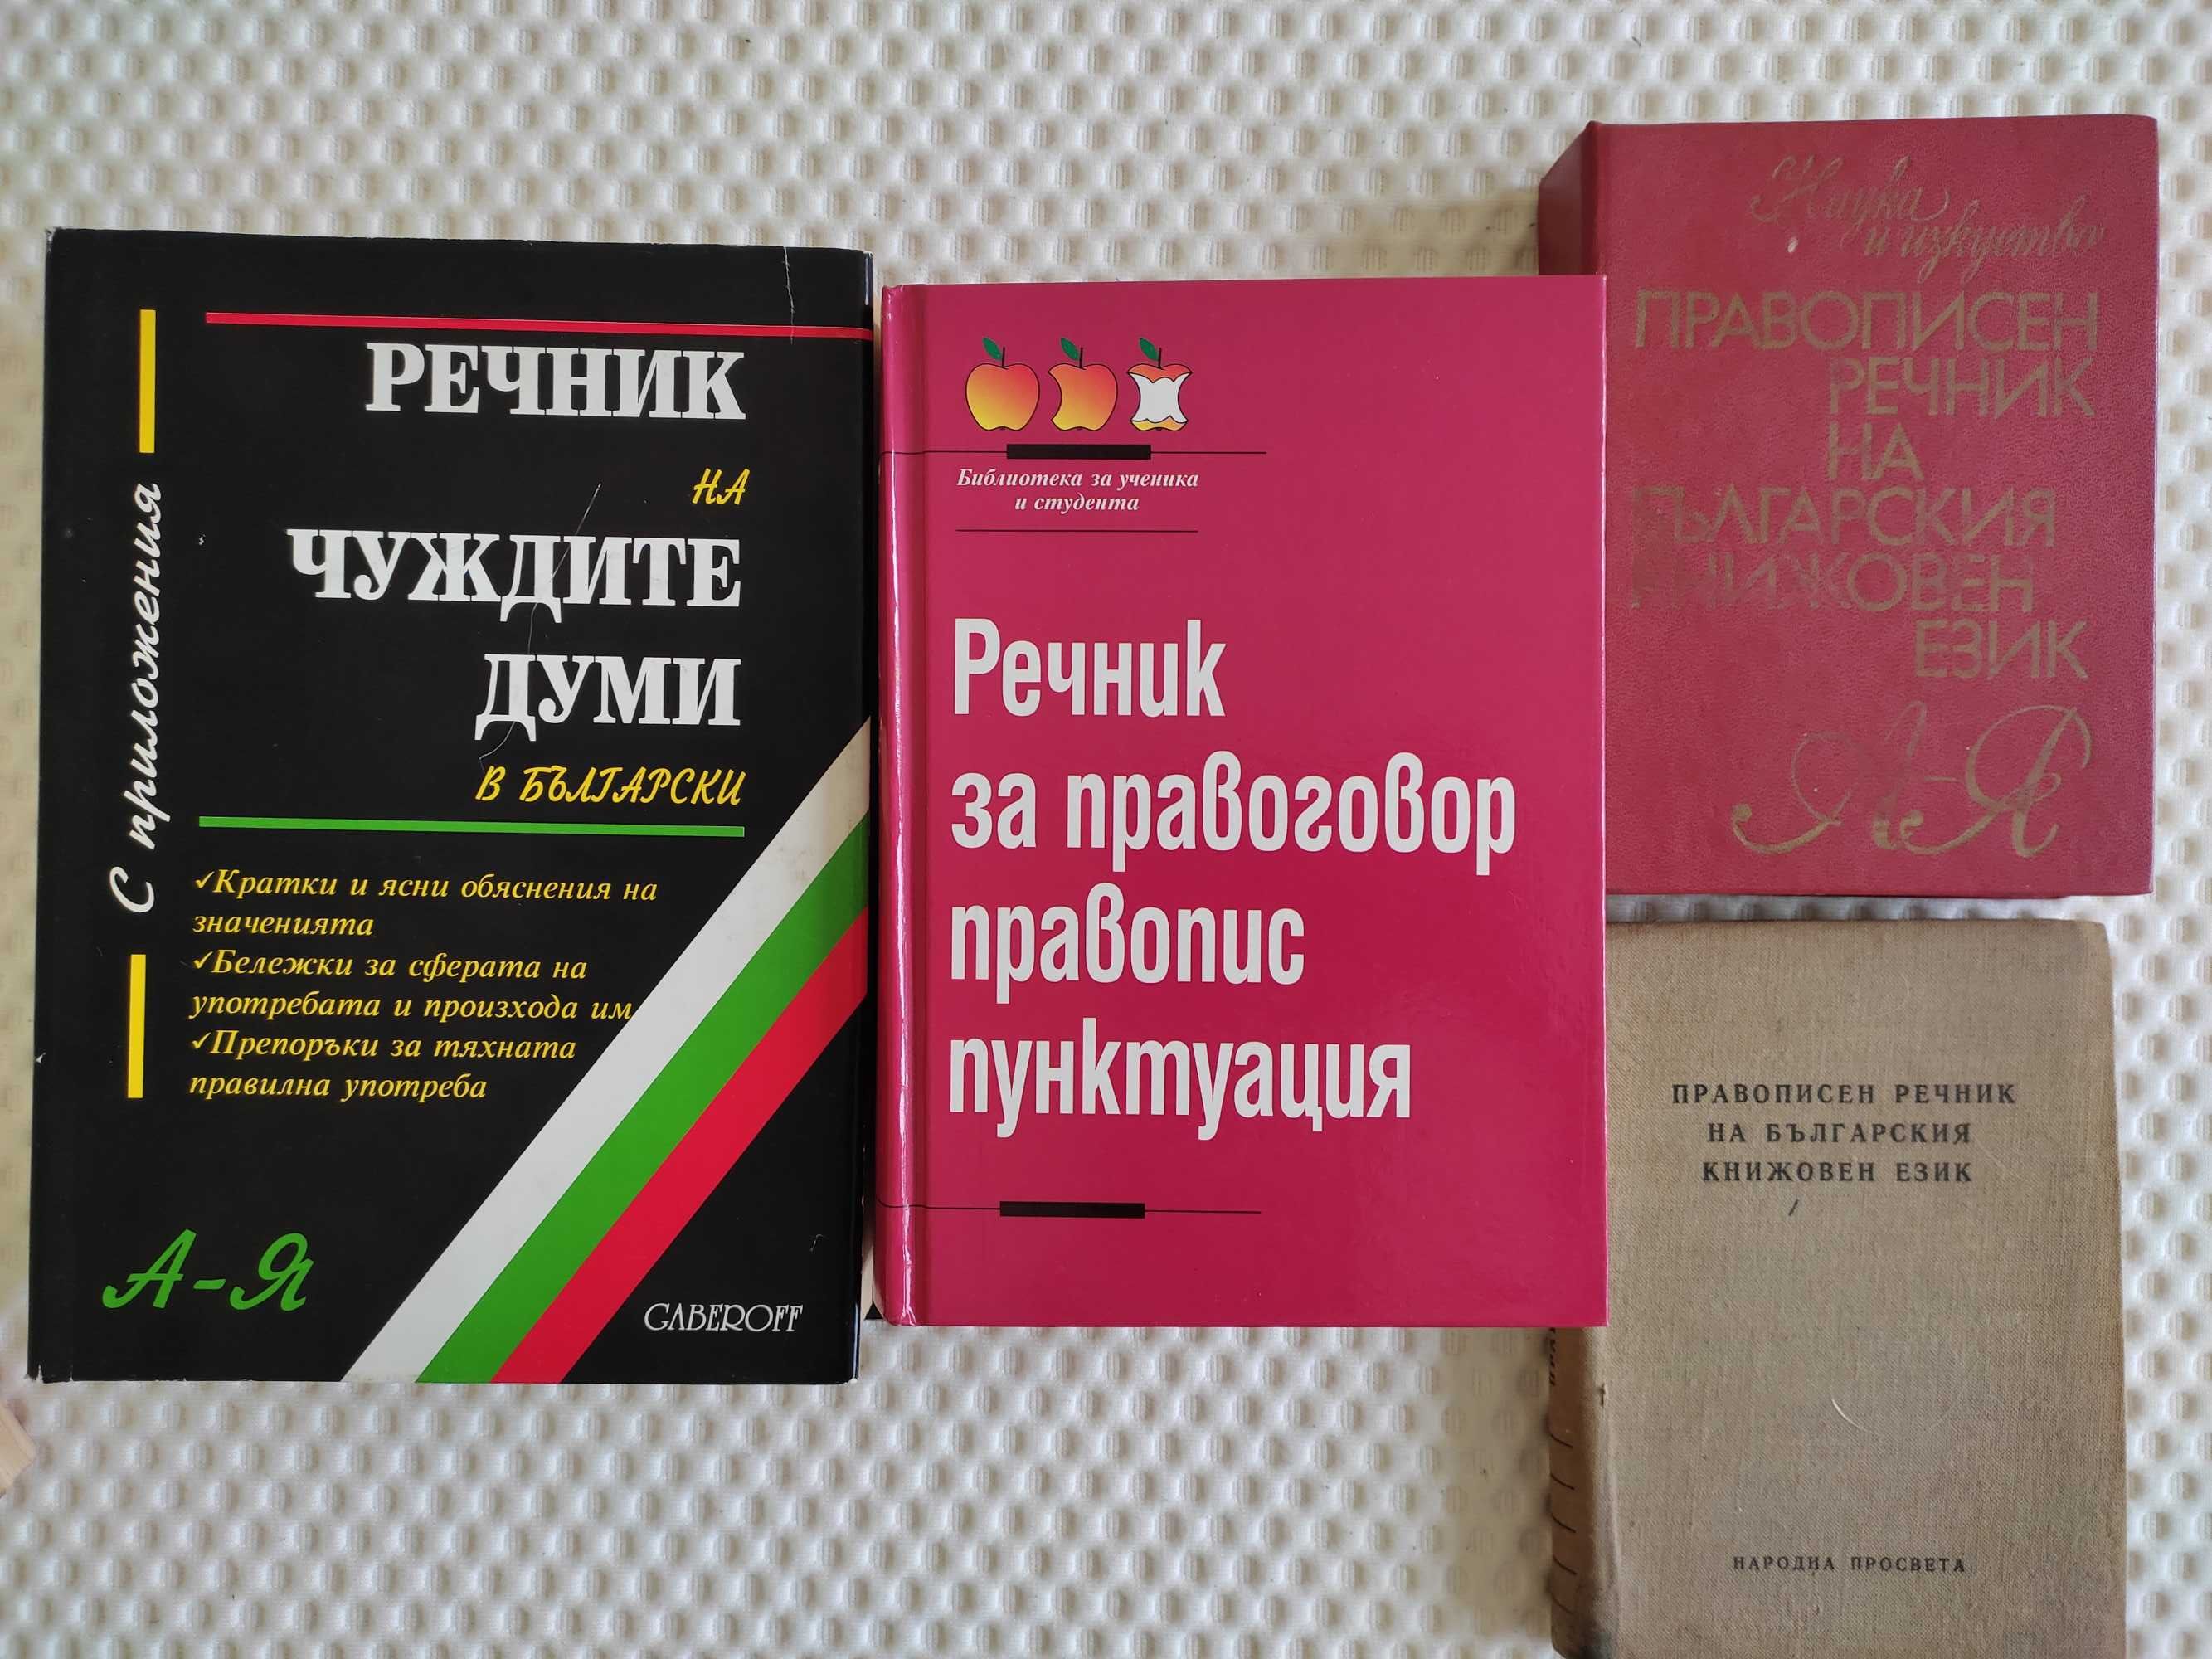 С приложения
РЕЧНИК
НА
ЧУЖДИТЕ
ДУМИ
В БЪЛГАРСКИ
✓Кратки и ясни обяснения на
значенията
✓Бележки за сферата на
употребата и произхода им
✓Препоръки за тяхната
правилна употреба
А-Я
GABEROFF
Библиотека за ученика
и студента
Речник
за правоговор
правопис
пунктуация
Наука
и изкуство
ПРАВОПИСЕН
РЕЧНИК
НА
БЪЛГАРСКИЯ
КНИЖОВЕН
ЕЗИК
А-Я
ПРАВОПИСЕН РЕЧНИК
НА БЪЛГАРСКИЯ
КНИЖОВЕН ЕЗИК
НАРОДНА ПРОСВЕТА